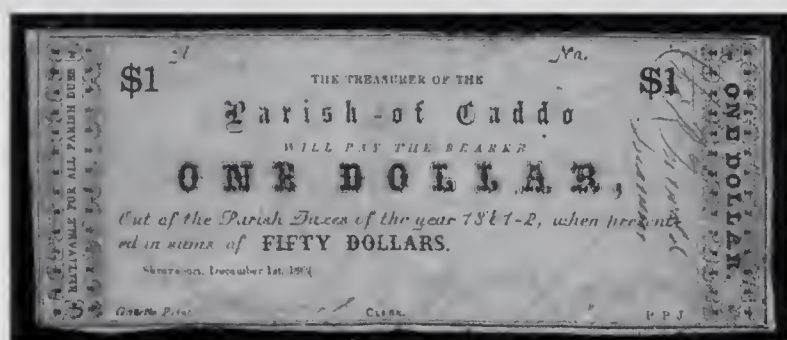 A No.
$1 THE TREASURER OF THE $1
Parish of Caddo
WILL PAY THE BEARER
ONE DOLLAR,
Out of the Parish Taxes of the year 1861-2, when present-
ed in sums of FIFTY DOLLARS.
Shreveport, December 1st, 
Gazette Print. CLERK. P P J
RECEIVABLE FOR ALL PARISH DUES
ONE DOLLAR.